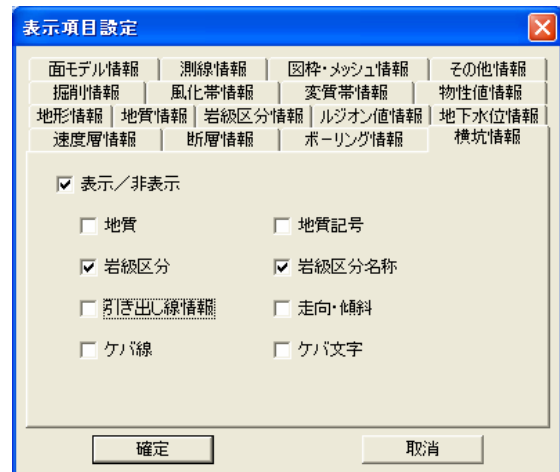 表示項目設定
面モデル情報 測線情報 図枠・メッシュ情報 その他情報
掘削情報 風化帯情報 変質帯情報 物性値情報
地形情報 地質情報 岩級区分情報 ルジオン値情報 地下水位情報
速度層情報 断層情報 ボーリング情報 横坑情報
表示／非表示
地質 地質記号
岩級区分 岩級区分名称
引き出し線情報 走向・傾斜
ケバ線 ケバ文字
確定 取消